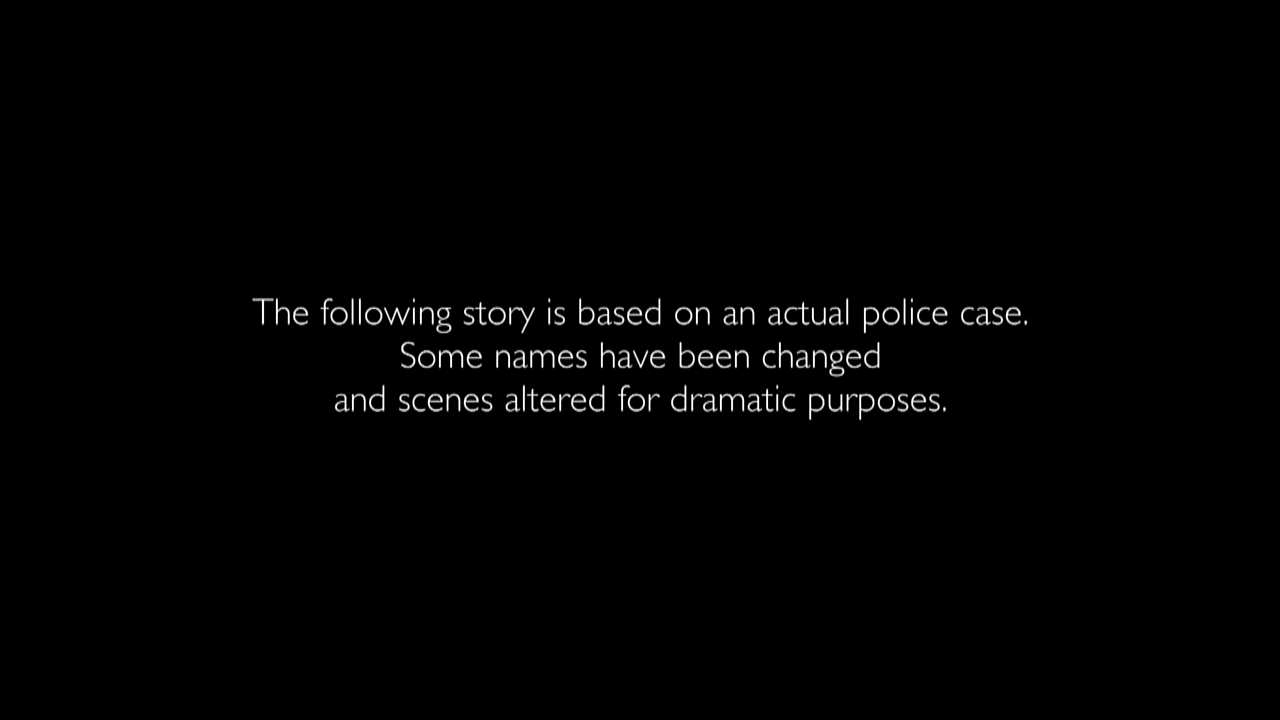 The following story is based on an actual police case.
Some names have been changed
and scenes altered for dramatic purposes.